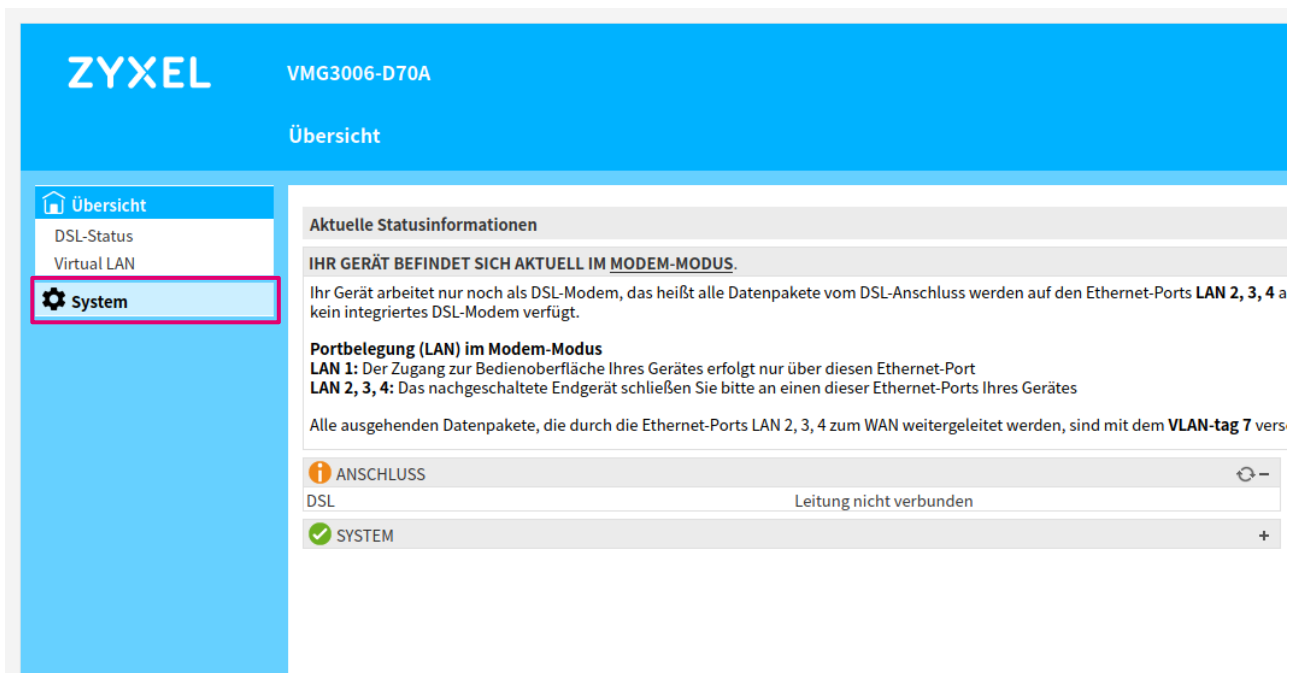 ZYXEL
VMG3006-D70A
Übersicht
Übersicht
DSL-Status
Virtual LAN
System
Aktuelle Statusinformationen
IHR GERÄT BEFINDET SICH AKTUELL IM MODEM-MODUS.
Ihr Gerät arbeitet nur noch als DSL-Modem, das heißt alle Datenpakete vom DSL-Anschluss werden auf den Ethernet-Ports LAN 2, 3, 4 a
kein integriertes DSL-Modem verfügt.
Portbelegung (LAN) im Modem-Modus
LAN 1: Der Zugang zur Bedienoberfläche Ihres Gerätes erfolgt nur über diesen Ethernet-Port
LAN 2, 3, 4: Das nachgeschaltete Endgerät schließen Sie bitte an einen dieser Ethernet-Ports Ihres Gerätes
Alle ausgehenden Datenpakete, die durch die Ethernet-Ports LAN 2, 3, 4 zum WAN weitergeleitet werden, sind mit dem VLAN-tag 7 vers
ANSCHLUSS
DSL Leitung nicht verbunden
SYSTEM